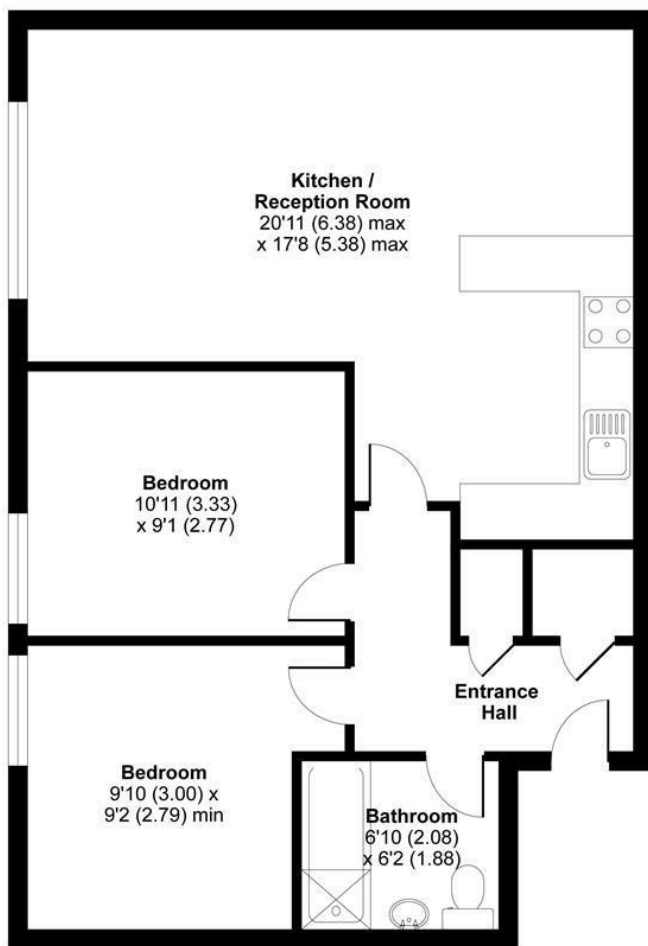 Kitchen /
Reception Room
20'11 (6.38) max
x 17'8 (5.38) max
Bedroom
10'11 (3.33)
x 9'1 (2.77)
Entrance
Hall
Bedroom
9'10 (3.00) x
9'2 (2.79) min
Bathroom
6'10 (2.08)
x 6'2 (1.88)